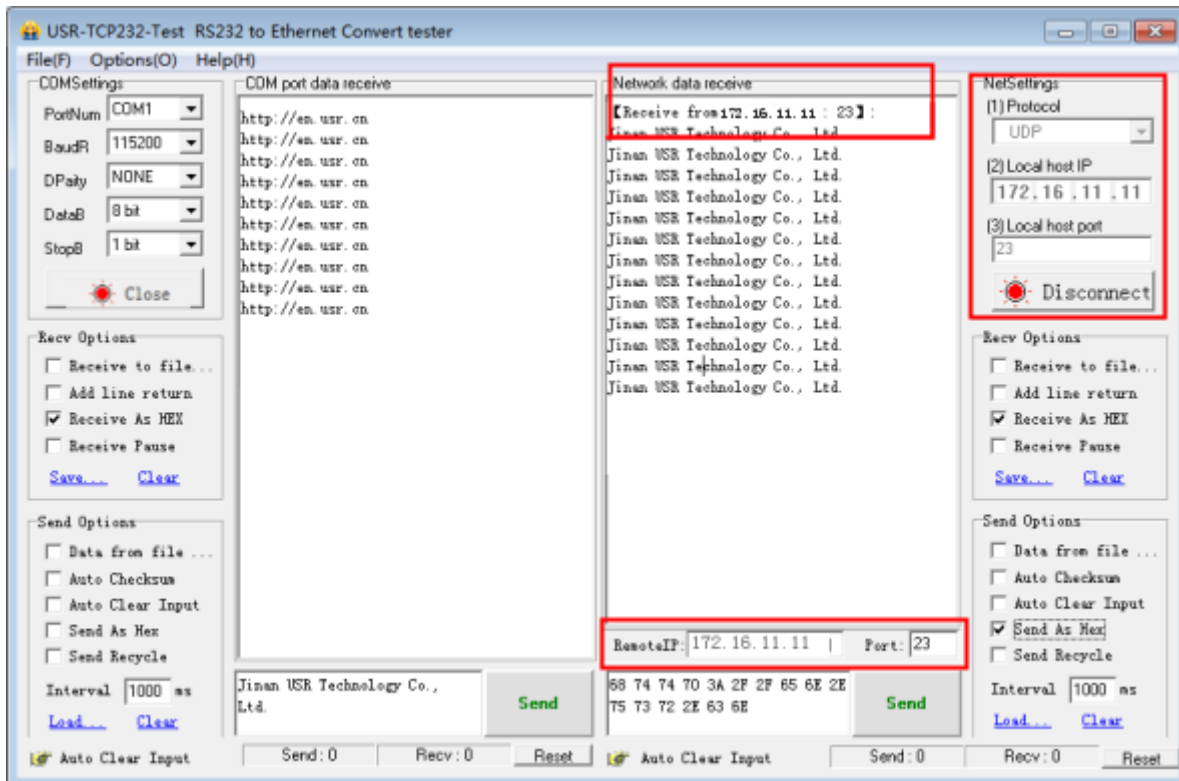 USR-TCP232-Test RS232 to Ethernet Convert tester
File(F) Options(O) Help(H)
COMSettings
PortNum COM1
BaudR 115200
DPaity NONE
DataB 8 bit
StopB 1 bit
Close
Recv Options
Receive to file...
Add line return
Receive As HEX
Receive Pause
Save... Clear
Send Options
Data from file ...
Auto Checksum
Auto Clear Input
Send As Hex
Send Recycle
Interval 1000 ms
Load... Clear
COM port data receive
http://en.usr.cn
http://en.usr.cn
http://en.usr.cn
http://en.usr.cn
http://en.usr.cn
http://en.usr.cn
http://en.usr.cn
http://en.usr.cn
http://en.usr.cn
http://en.usr.cn
Jinan USR Technology Co.,
Ltd.
Send
Network data receive
【Receive from172.16.11.11 : 23】:
Jinan USR Technology Co., Ltd.
Jinan USR Technology Co., Ltd.
Jinan USR Technology Co., Ltd.
Jinan USR Technology Co., Ltd.
Jinan USR Technology Co., Ltd.
Jinan USR Technology Co., Ltd.
Jinan USR Technology Co., Ltd.
Jinan USR Technology Co., Ltd.
Jinan USR Technology Co., Ltd.
Jinan USR Technology Co., Ltd.
Jinan USR Technology Co., Ltd.
Jinan USR Technology Co., Ltd.
Jinan USR Technology Co., Ltd.
RemoteIP: 172.16.11.11 Port: 23
68 74 74 70 3A 2F 2F 65 6E 2E
75 73 72 2E 63 6E
Send
NetSettings
(1) Protocol
UDP
(2) Local host IP
172.16.11.11
(3) Local host port
23
Disconnect
Recv Options
Receive to file...
Add line return
Receive As HEX
Receive Pause
Save... Clear
Send Options
Data from file ...
Auto Checksum
Auto Clear Input
Send As Hex
Send Recycle
Interval 1000 ms
Load... Clear
Auto Clear Input Send : 0 Recv : 0 Reset
Auto Clear Input Send : 0 Recv : 0 Reset